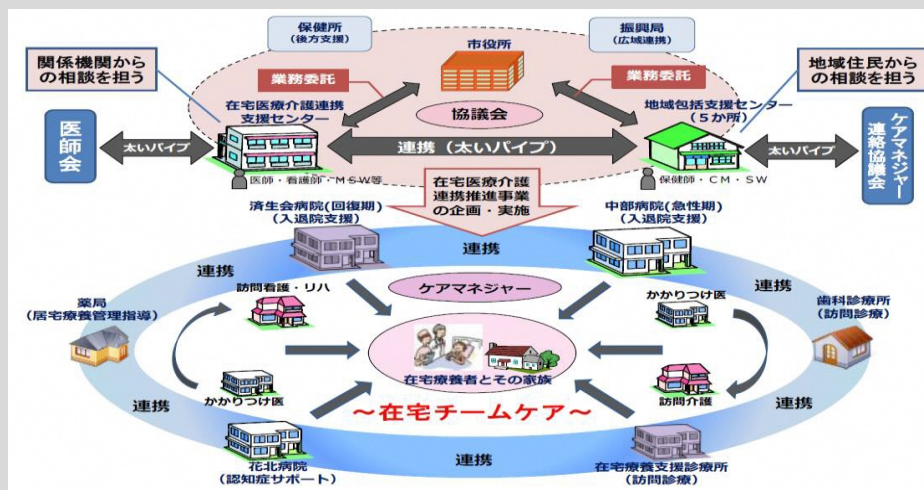 保健所
(後方支援)
市役所
振興局
(広域連携)
関係機関から
の相談を担う
業務委託
業務委託
地域住民から
の相談を担う
在宅医療介護連携
支援センター
協議会
地域包括支援センター
(5か所)
医師会
太いパイプ
連携(太いパイプ)
太いパイプ
ケアマネジャー
連絡協議会
医師・看護師・MSW等
保健師・CM・SW
在宅医療介護
連携推進事業
の企画・実施
済生会病院(回復期)
(入退院支援)
中部病院(急性期)
(入退院支援)
連携
連携
連携
訪問看護・リハ
ケアマネジャー
かかりつけ医
薬局
(居宅療養管理指導)
歯科診療所
(訪問診療)
在宅療養者とその家族
かかりつけ医
訪問介護
連携
連携
~在宅チームケア~
花北病院
(認知症サポート)
連携
在宅療養支援診療所
(訪問診療)